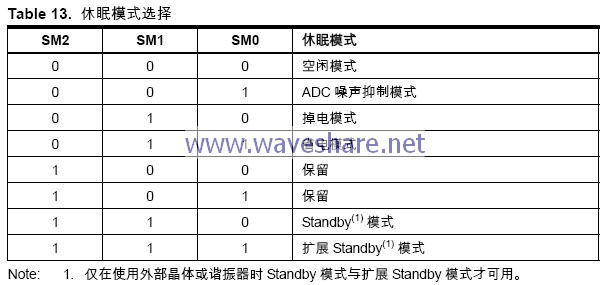 Table 13. 休眠模式选择
SM2 SM1 SM0 休眠模式
0 0 0 空闲模式
0 0 1 ADC 噪声抑制模式
0 1 0 掉电模式
0 1 1 省电模式
www.waveshare.net
1 0 0 保留
1 0 1 保留
1 1 0 Standby(1) 模式
1 1 1 扩展 Standby(1) 模式
Note: 1. 仅在使用外部晶体或谐振器时 Standby 模式与扩展 Standby 模式才可用。